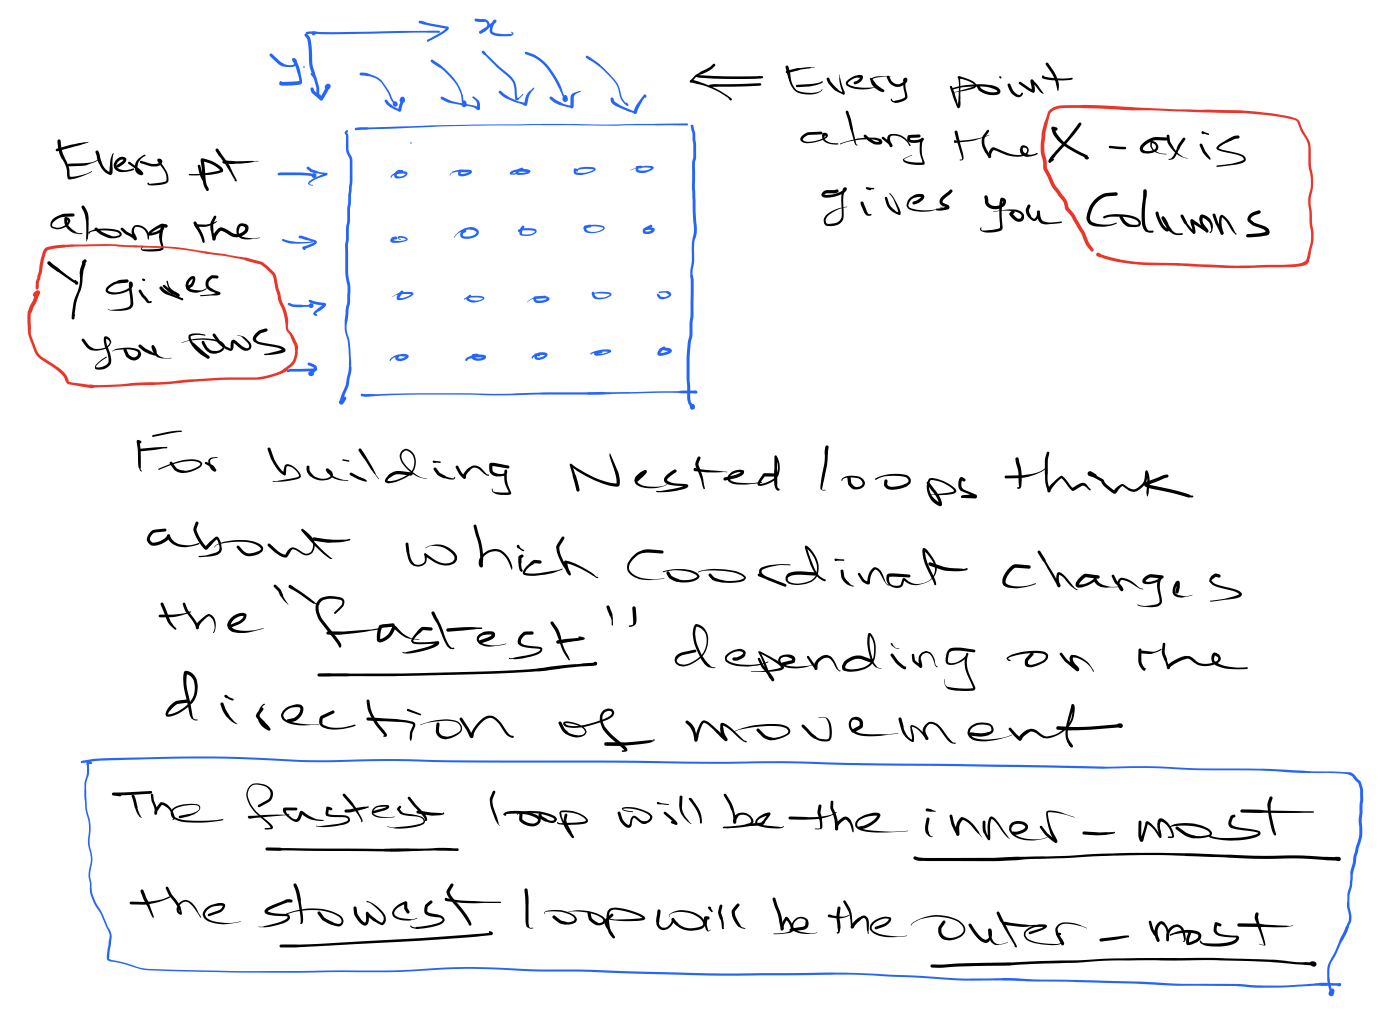 x
y
Every point
along the X-axis
gives you Columns
Every pt
along the
Y gives
you rows
For building Nested loops think
about which Coordinat changes
the "fastest" depending on the
direction of movement
The fastest loop will be the inner-most
the slowest loop will be the outer-most